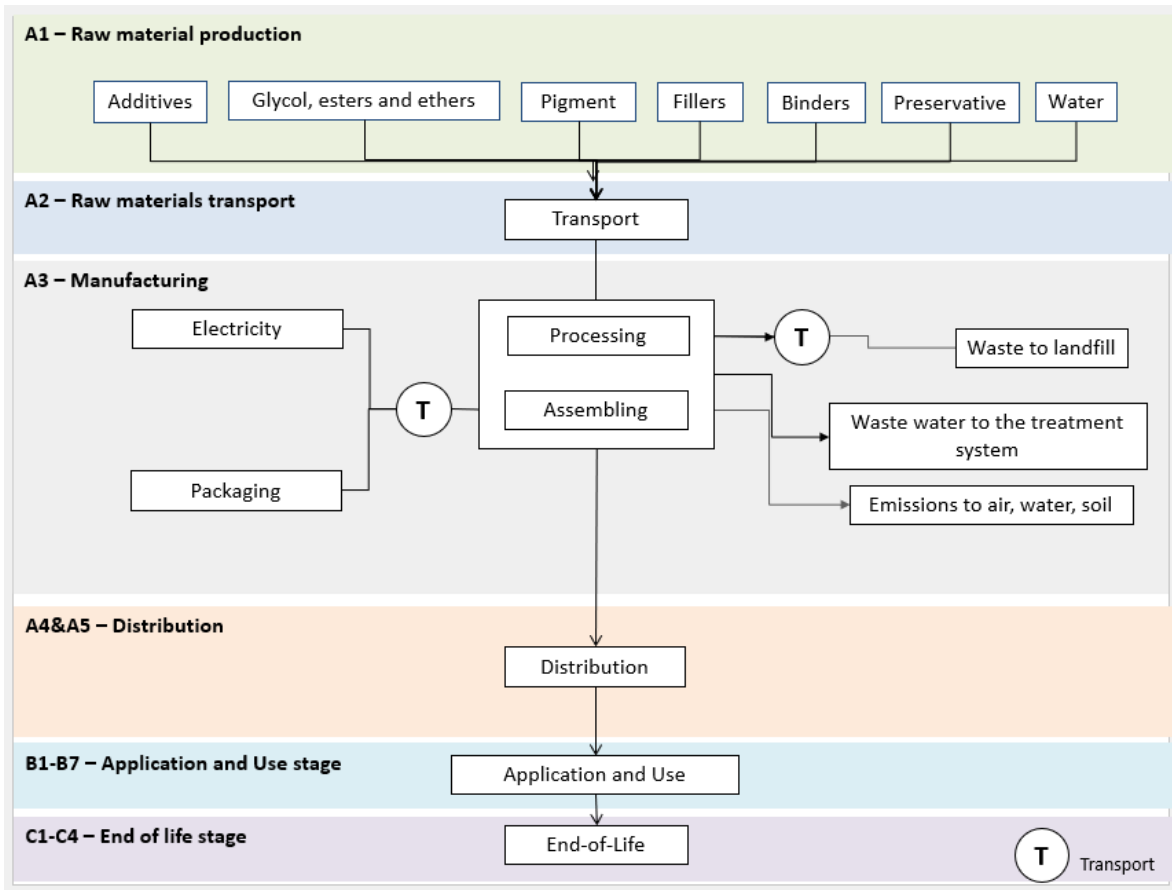 A1 – Raw material production
Additives
Glycol, esters and ethers
Pigment
Fillers
Binders
Preservative
Water
A2 – Raw materials transport
Transport
A3 – Manufacturing
Electricity
Processing
T
Waste to landfill
T
Assembling
Waste water to the treatment
system
Packaging
Emissions to air, water, soil
A4&A5 – Distribution
Distribution
B1-B7 – Application and Use stage
Application and Use
C1-C4 – End of life stage
End-of-Life
T
Transport